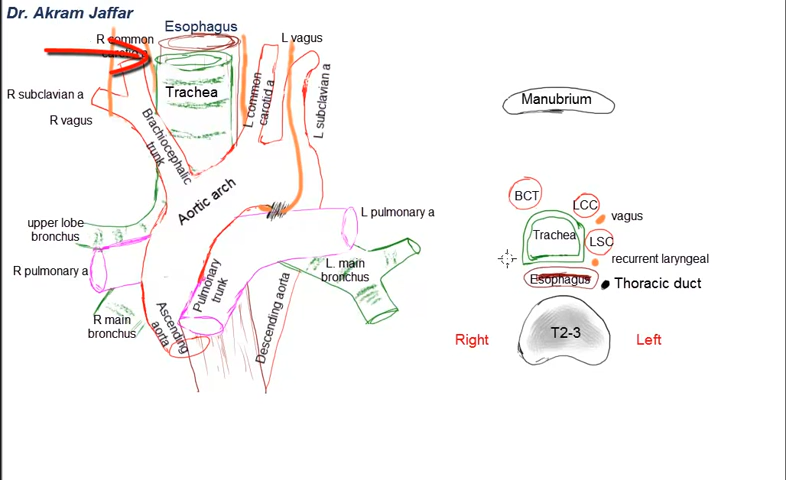 Dr. Akram Jaffar
Esophagus
R common
carotid a
L vagus
Trachea
R subclavian a
R vagus
L common
carotid a
L subclavian a
Brachiocephalic
trunk
Aortic arch
upper lobe
bronchus
L pulmonary a
R pulmonary a
L. main
bronchus
Pulmonary
trunk
R main
bronchus
Ascending
aorta
Descending aorta
Manubrium
BCT
LCC
vagus
Trachea
LSC
recurrent laryngeal
Esophagus
Thoracic duct
T2-3
Right
Left